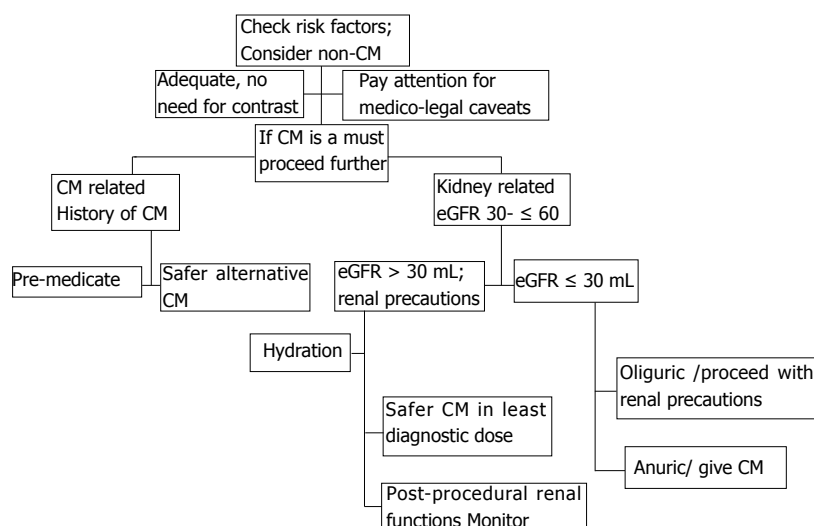 Check risk factors;
Consider non-CM
Adequate, no
need for contrast
Pay attention for
medico-legal caveats
If CM is a must
proceed further
CM related
History of CM
Kidney related
eGFR 30- ≤ 60
Pre-medicate
Safer alternative
CM
eGFR > 30 mL;
renal precautions
eGFR ≤ 30 mL
Hydration
Oliguric /proceed with
renal precautions
Safer CM in least
diagnostic dose
Anuric/ give CM
Post-procedural renal
functions Monitor